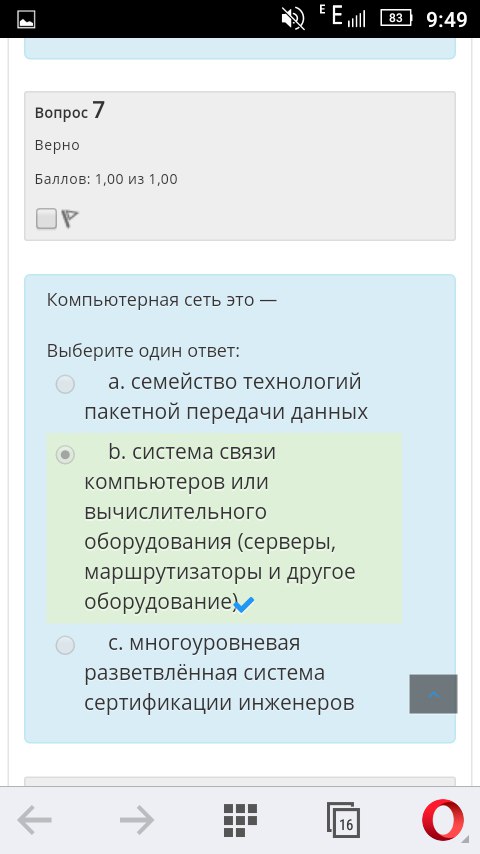 E E 83 9:49
Вопрос 7
Верно
Баллов: 1,00 из 1,00
Компьютерная сеть это —
Выберите один ответ:
a. семейство технологий
пакетной передачи данных
b. система связи
компьютеров или
вычислительного
оборудования (серверы,
маршрутизаторы и другое
оборудование)
c. многоуровневая
разветвлённая система
сертификации инженеров
16